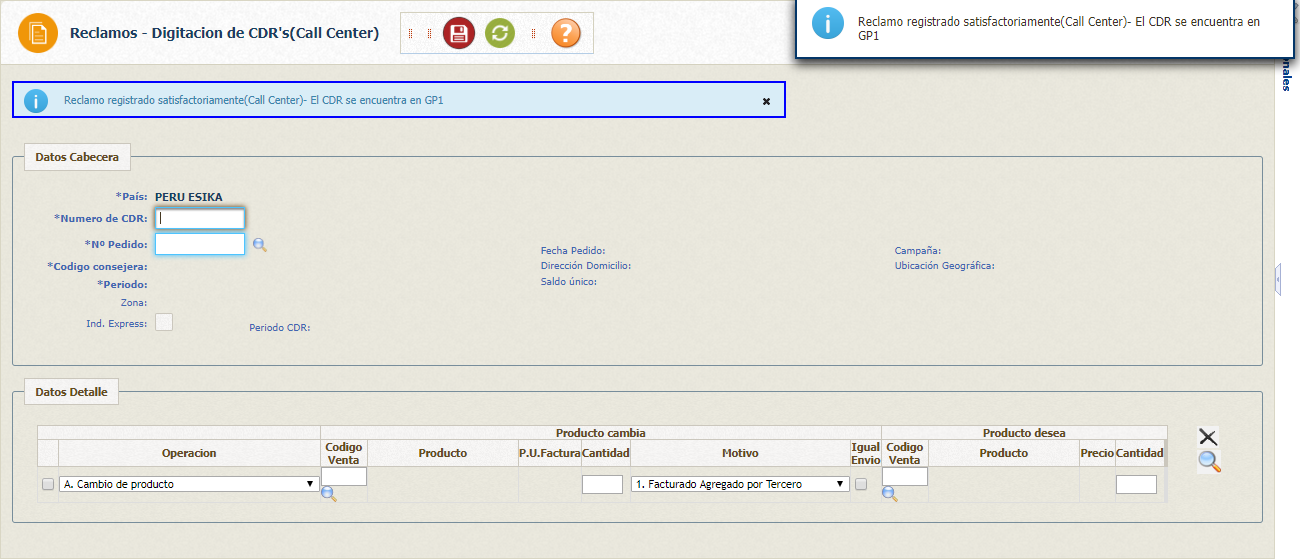 Reclamos - Digitacion de CDR's(Call Center)
Reclamo registrado satisfactoriamente(Call Center)- El CDR se encuentra en
GP1
nales
Reclamo registrado satisfactoriamente(Call Center)- El CDR se encuentra en GP1
Datos Cabecera
*País: PERU ESIKA
*Numero de CDR:
*Nº Pedido:
Fecha Pedido: Campaña:
*Codigo consejera: Dirección Domicilio: Ubicación Geográfica:
*Periodo: Saldo único:
Zona:
Ind. Express: Periodo CDR:
Datos Detalle
Producto cambia Producto desea
Operacion Codigo Venta Producto P.U.Factura Cantidad Motivo Igual Envio Codigo Venta Producto Precio Cantidad
A. Cambio de producto 1. Facturado Agregado por Tercero